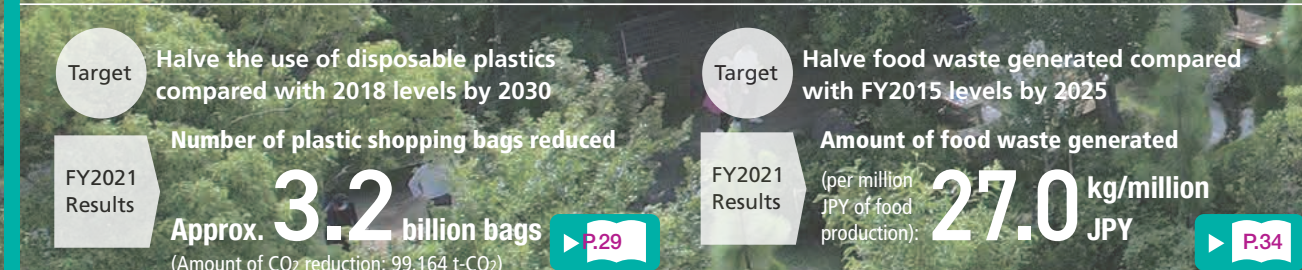 Target
Halve the use of disposable plastics
compared with 2018 levels by 2030
FY2021
Results
Number of plastic shopping bags reduced
Approx. 3.2 billion bags
(Amount of CO2 reduction: 99,164 t-CO2)
P.29
Target
Halve food waste generated compared
with FY2015 levels by 2025
FY2021
Results
Amount of food waste generated
(per million
JPY of food
production):
27.0 kg/million
JPY
P.34